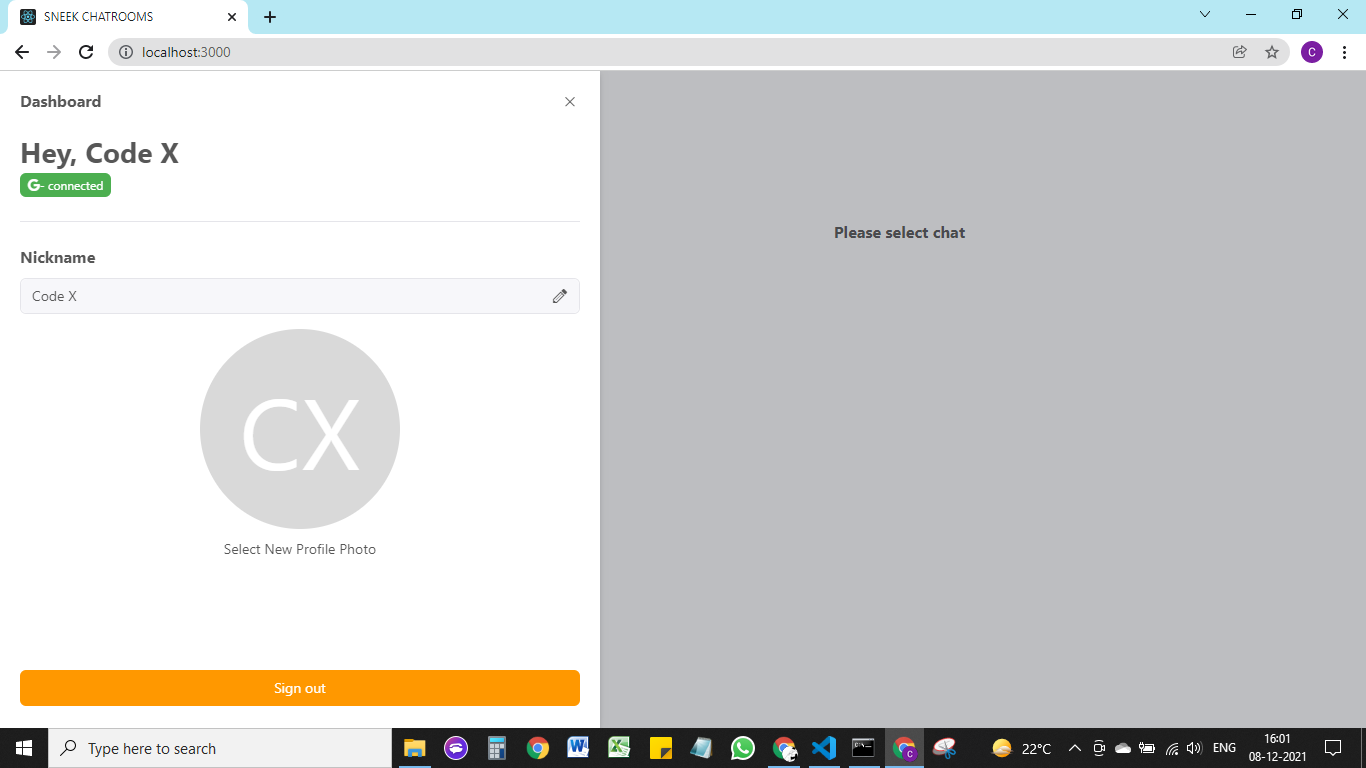 SNEEK CHATROOMS
localhost:3000
C
Dashboard
Hey, Code X
G- connected
Nickname
Code X
CX
Select New Profile Photo
Sign out
Please select chat
Type here to search
22°C
ENG
16:01
08-12-2021